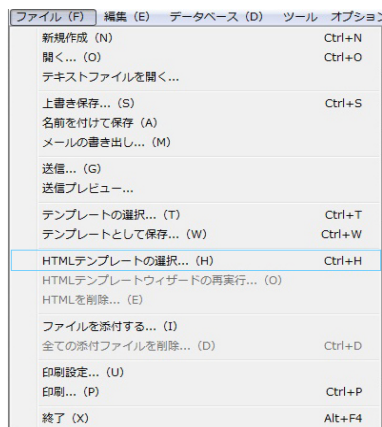 ファイル（F） 編集（E） データベース（D） ツール オプショ
新規作成（N） Ctrl+N
開く...（O） Ctrl+O
テキストファイルを開く...
上書き保存...（S） Ctrl+S
名前を付けて保存（A）
メールの書き出し...（M）
送信...（G）
送信プレビュー...
テンプレートの選択...（T） Ctrl+T
テンプレートとして保存...（W） Ctrl+W
HTMLテンプレートの選択...（H） Ctrl+H
HTMLテンプレートウィザードの再実行...（O）
HTMLを削除...（E）
ファイルを添付する...（I）
全ての添付ファイルを削除...（D） Ctrl+D
印刷設定...（U）
印刷...（P） Ctrl+P
終了（X） Alt+F4